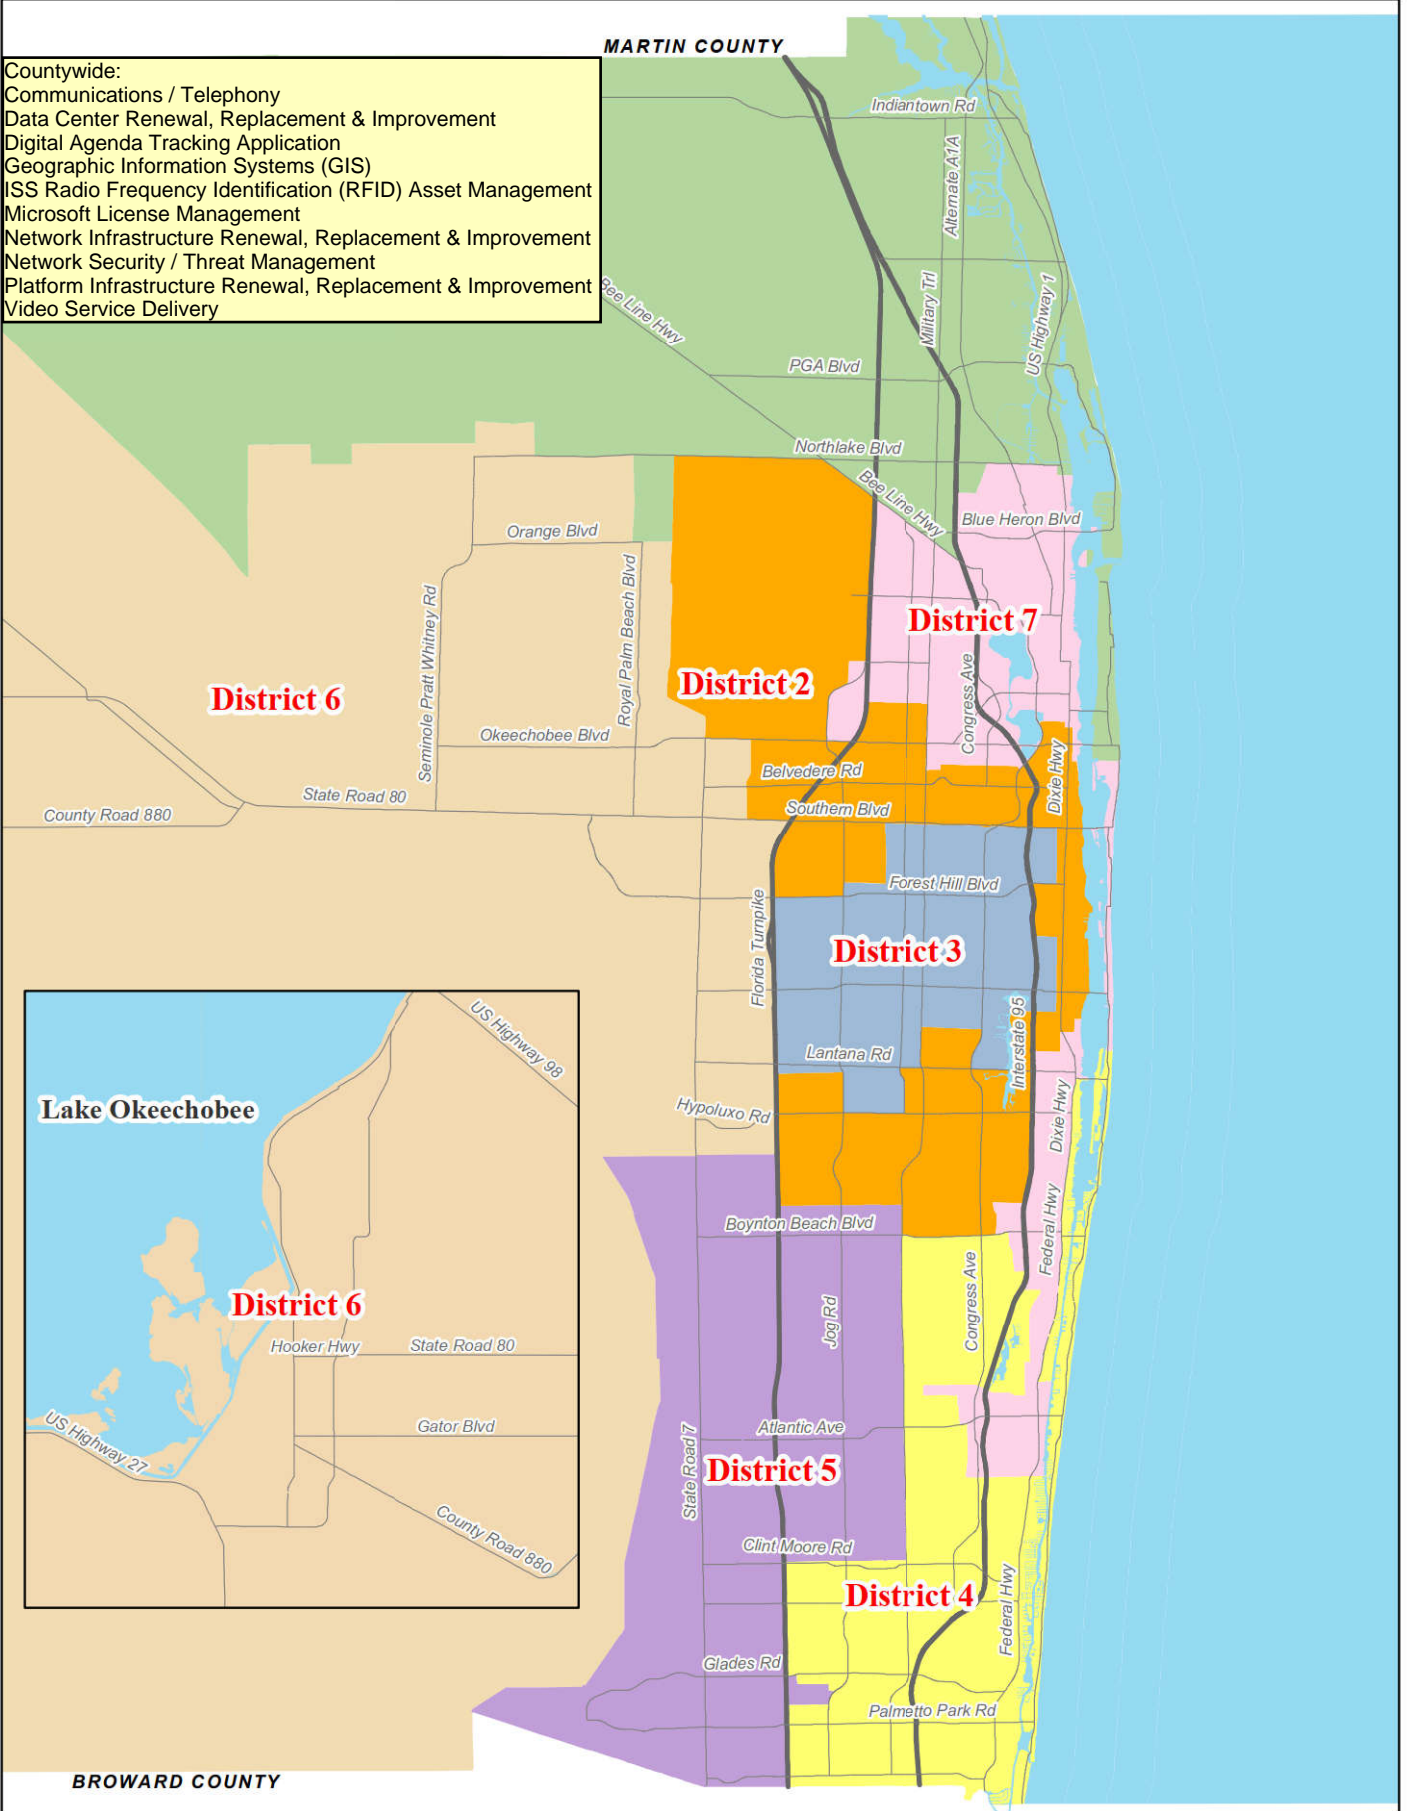 MARTIN COUNTY
Countywide:
Communications / Telephony
Data Center Renewal, Replacement & Improvement
Digital Agenda Tracking Application
Geographic Information Systems (GIS)
ISS Radio Frequency Identification (RFID) Asset Management
Microsoft License Management
Network Infrastructure Renewal, Replacement & Improvement
Network Security / Threat Management
Platform Infrastructure Renewal, Replacement & Improvement
Video Service Delivery
Indiantown Rd
Alternate A1A
Military Trl
US Highway 1
Bee Line Hwy
PGA Blvd
Northlake Blvd
Bee Line Hwy
Blue Heron Blvd
Orange Blvd
Seminole Pratt Whitney Rd
Royal Palm Beach Blvd
District 7
District 6
District 2
Congress Ave
Okeechobee Blvd
Dixie Hwy
Belvedere Rd
State Road 80
Southern Blvd
County Road 880
Forest Hill Blvd
Florida Turnpike
District 3
Interstate 95
Lantana Rd
Hypoluxo Rd
Dixie Hwy
US Highway 98
Lake Okeechobee
Federal Hwy
Boynton Beach Blvd
Congress Ave
Jog Rd
District 6
Hooker Hwy
State Road 80
Gator Blvd
US Highway 27
County Road 880
Atlantic Ave
State Road 7
District 5
Clint Moore Rd
District 4
Federal Hwy
Glades Rd
Palmetto Park Rd
BROWARD COUNTY